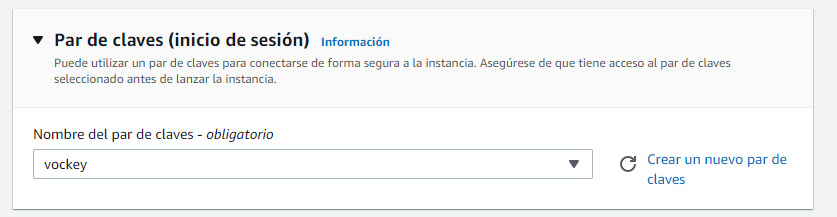 Par de claves (inicio de sesión) Información
Puede utilizar un par de claves para conectarse de forma segura a la instancia. Asegúrese de que tiene acceso al par de claves
seleccionado antes de lanzar la instancia.
Nombre del par de claves - obligatorio
vockey
Crear un nuevo par de
claves